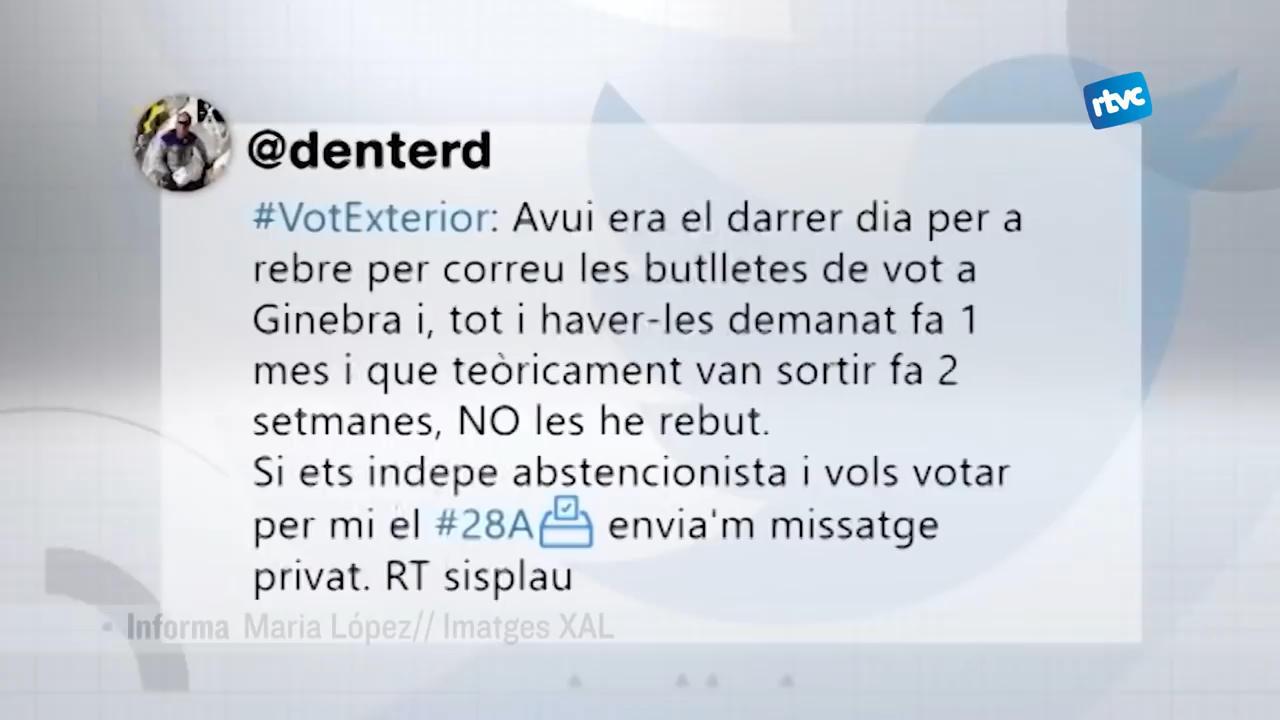 rtvc
@denterd
#VotExterior: Avui era el darrer dia per a
rebre per correu les butlletes de vot a
Ginebra i, tot i haver-les demanat fa 1
mes i que teòricament van sortir fa 2
setmanes, NO les he rebut.
Si ets indepe abstencionista i vols votar
per mi el #28A envia'm missatge
privat. RT sisplau
• Informa Maria López// Imatges XAL